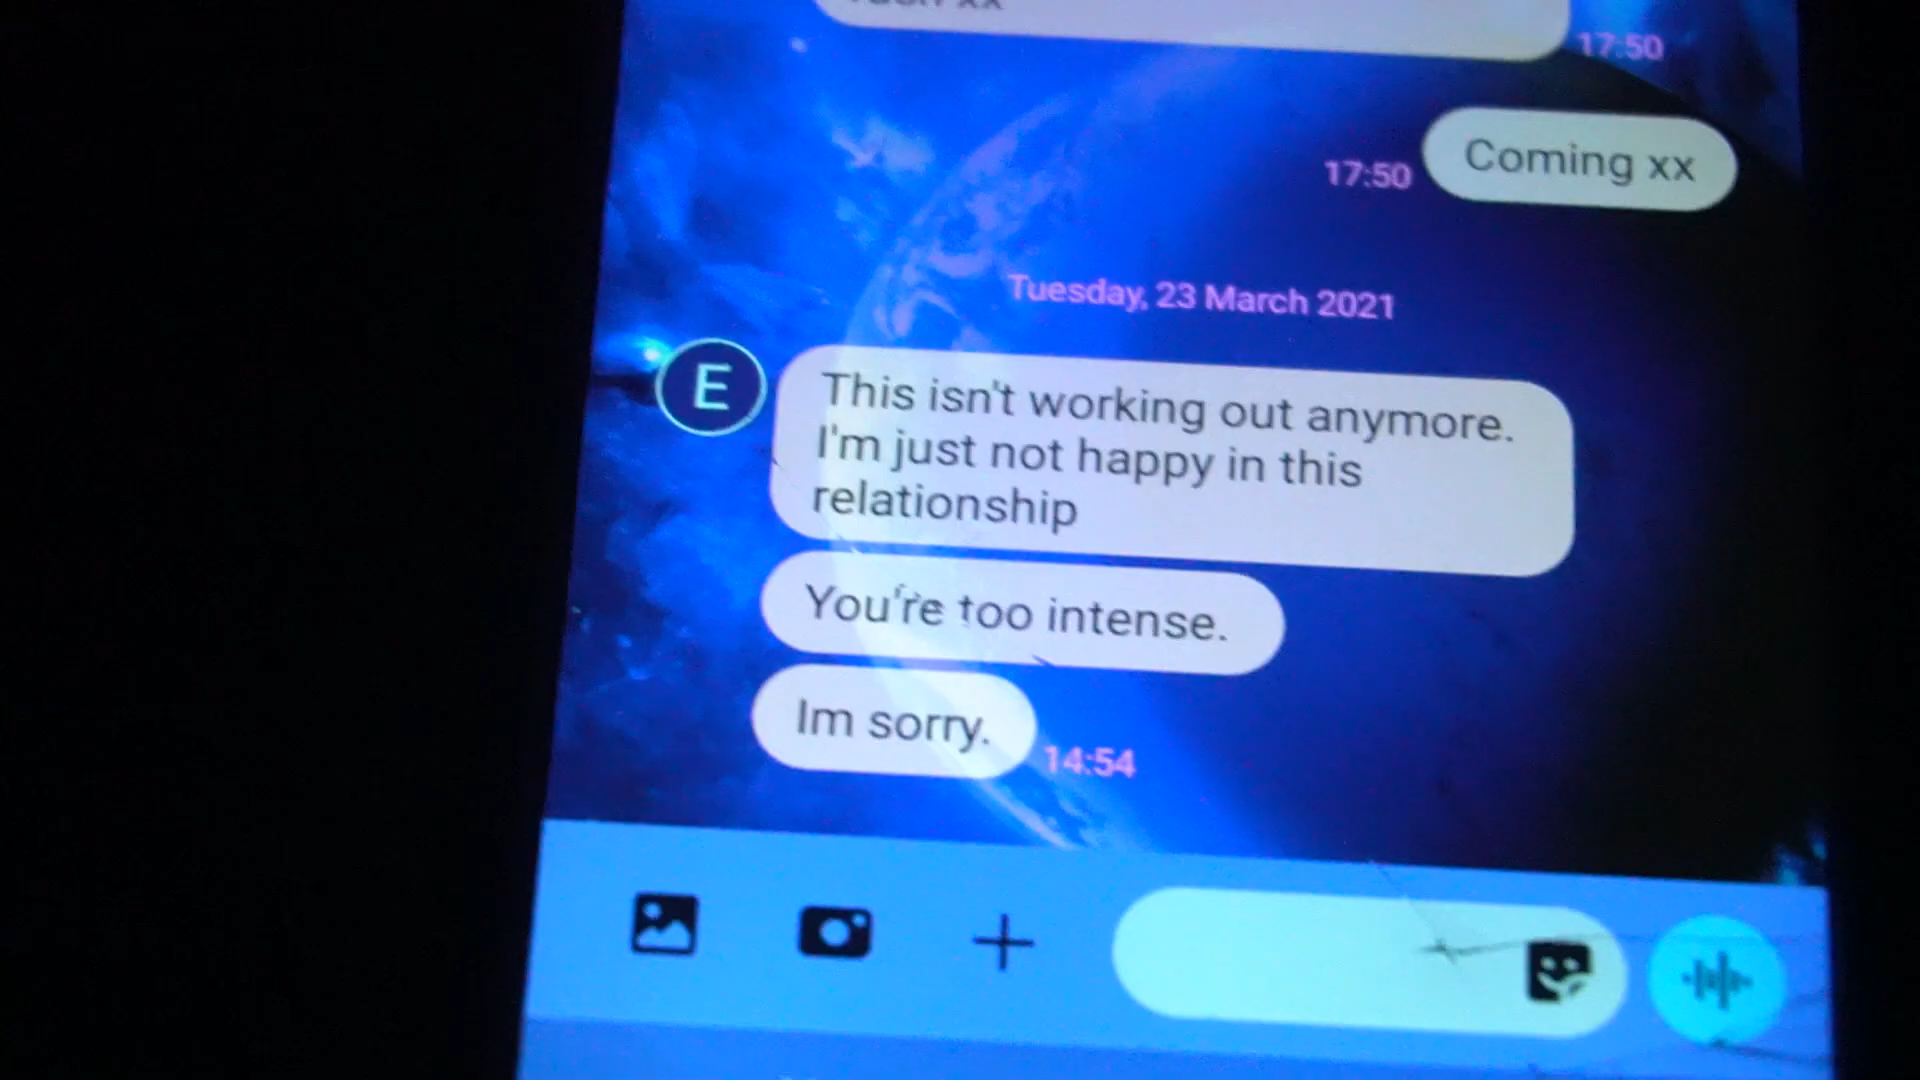 xx
17:50
Coming xx
17:50
Tuesday, 23 March 2021
E
This isn't working out anymore.
I'm just not happy in this
relationship
You're too intense.
Im sorry.
14:54